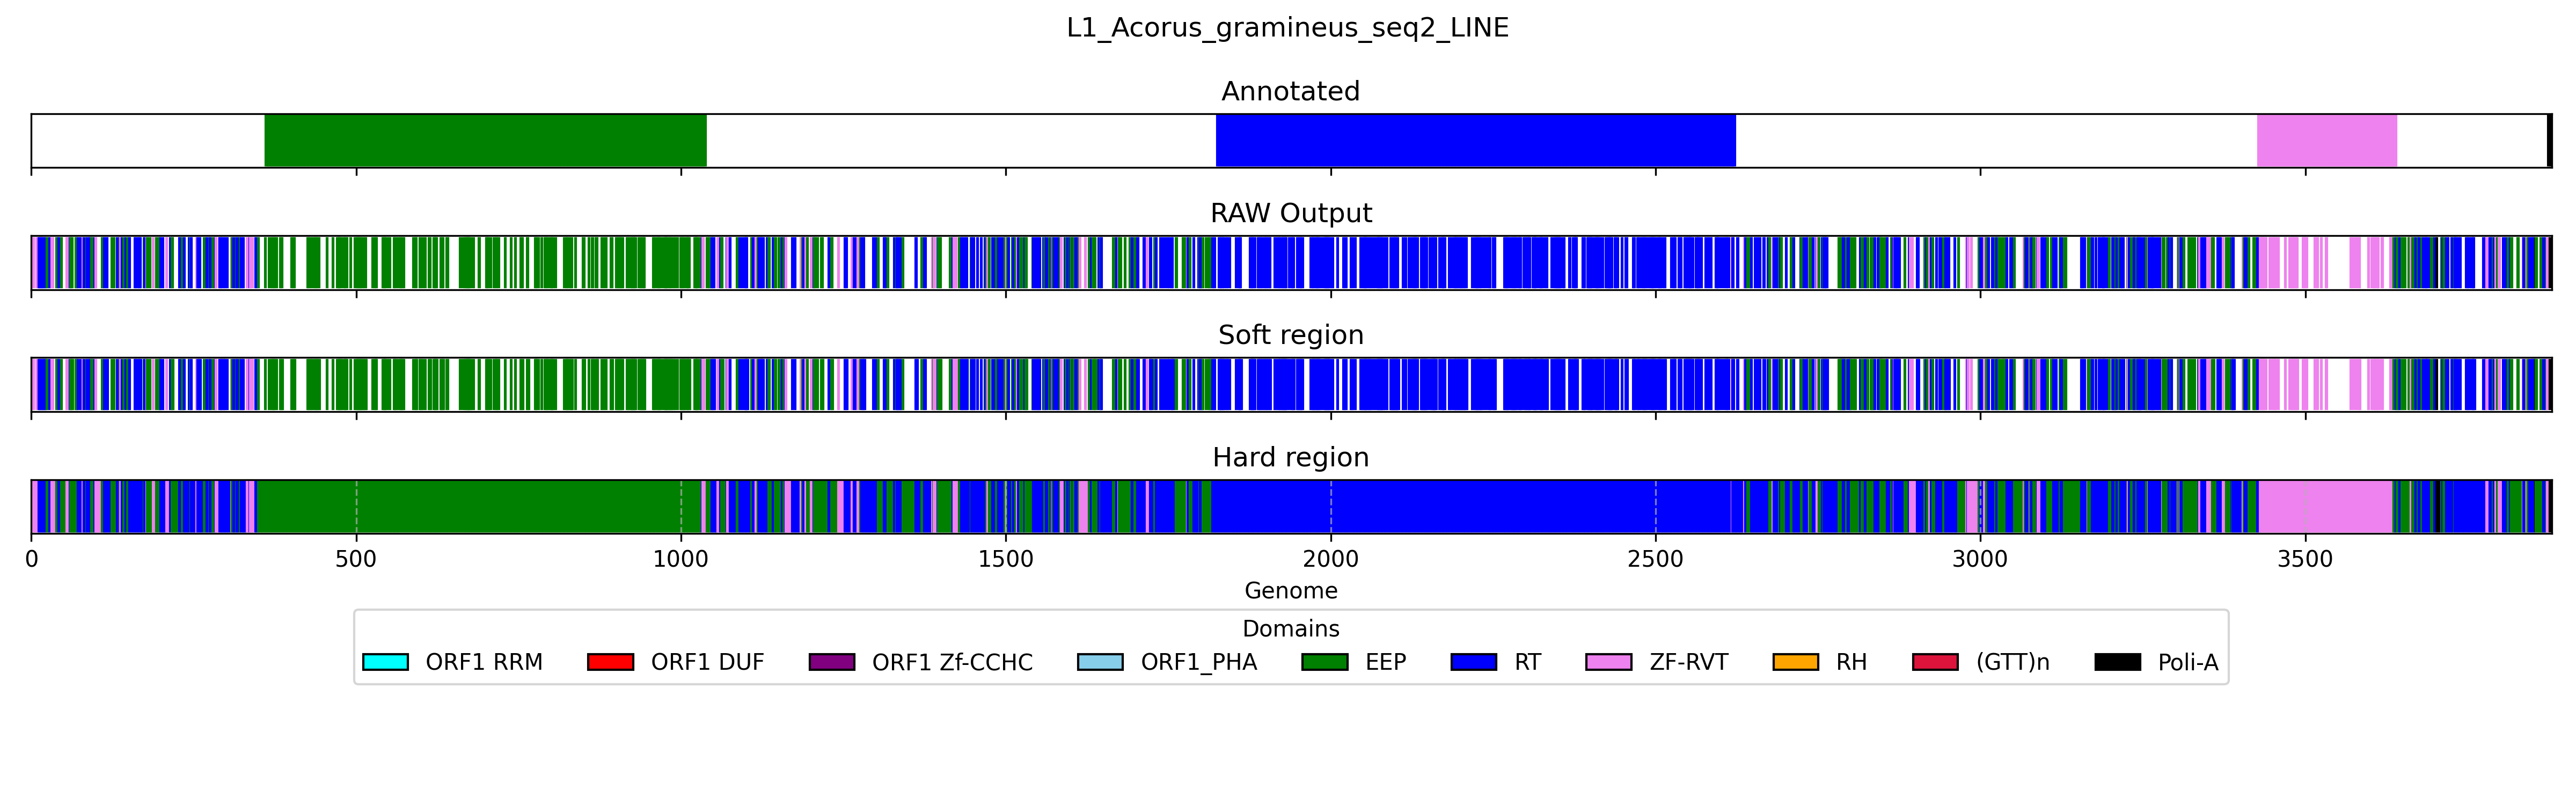 L1_Acorus_gramineus_seq2_LINE
Annotated
RAW Output
Soft region
Hard region
0 500 1000 1500 2000 2500 3000 3500
Genome
Domains
ORF1 RRM ORF1 DUF ORF1 Zf-CCHC ORF1_PHA EEP RT ZF-RVT RH (GTT)n Poli-A